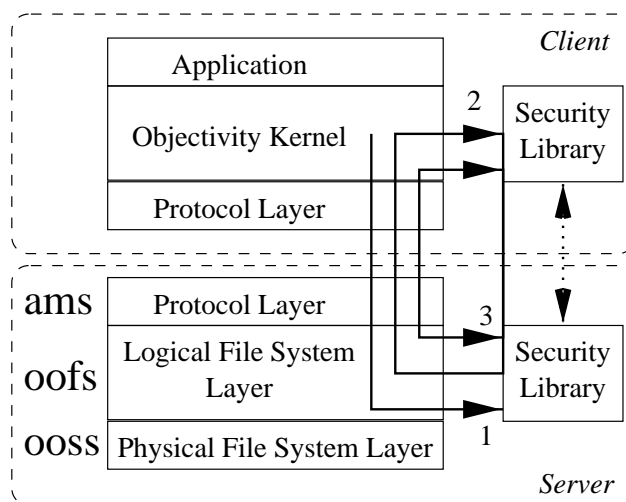 Client
Application
2
Security
Library
Objectivity Kernel
Protocol Layer
ams
Protocol Layer
3
oofs
Logical File System
Layer
Security
Library
ooss
Physical File System Layer
1
Server